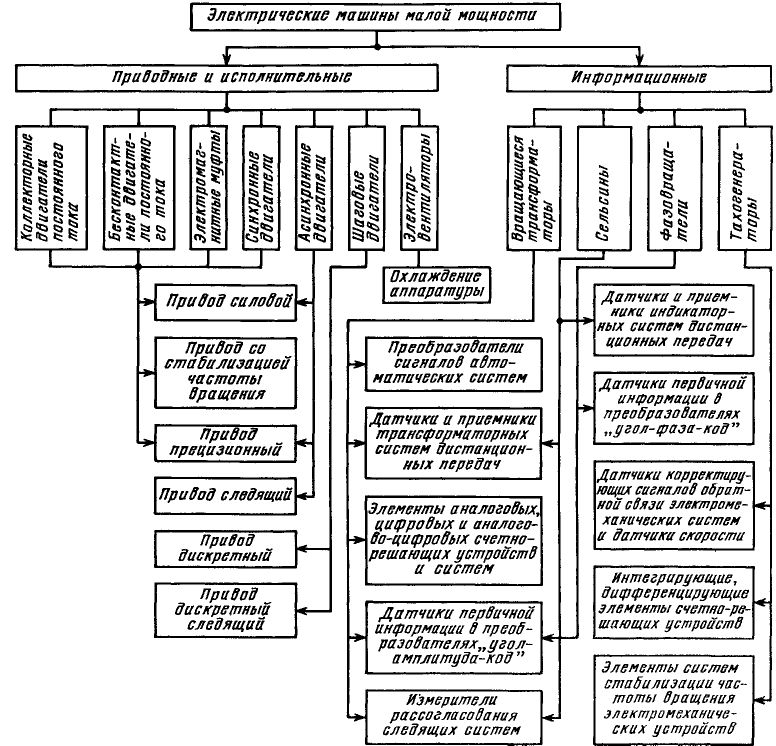 Электрические машины малой мощности
Приводные и исполнительные
Информационные
Коллекторные
двигатели
постоянного
тока
Бесконтакт-
ные двигате-
ли постоянно-
го тока
Электромаг-
нитные муфты
Синхронные
двигатели
Асинхронные
двигатели
Шаговые
двигатели
Электро-
вентиляторы
Вращающиеся
трансформа-
торы
Сельсины
Фазовраща-
тели
Тахогенера-
торы
Охлаждение
аппаратуры
Привод силовой
Привод со
стабилизацией
частоты
вращения
Привод
прецизионный
Привод следящий
Привод
дискретный
Привод
дискретный
следящий
Преобразователи
сигналов авто-
матических систем
Датчики и приемники
трансформаторных
систем дистанцион-
ных передач
Элементы аналоговых,
цифровых и аналого-
во-цифровых счетно-
решающих устройств
и систем
Датчики первичной
информации в преоб-
разователях „угол-
амплитуда-код”
Измерители
рассогласования
следящих систем
Датчики и прием-
ники индикатор-
ных систем дистан-
ционных передач
Датчики первичной
информации в
преобразователях
„угол-фаза-код”
Датчики корректиру-
ющих сигналов обрат-
ной связи электроме-
ханических систем
и датчики скорости
Интегрирующие,
дифференцирующие
элементы счетно-ре-
шающих устройств
Элементы систем
стабилизации час-
тоты вращения
электромеханичес-
ких устройств